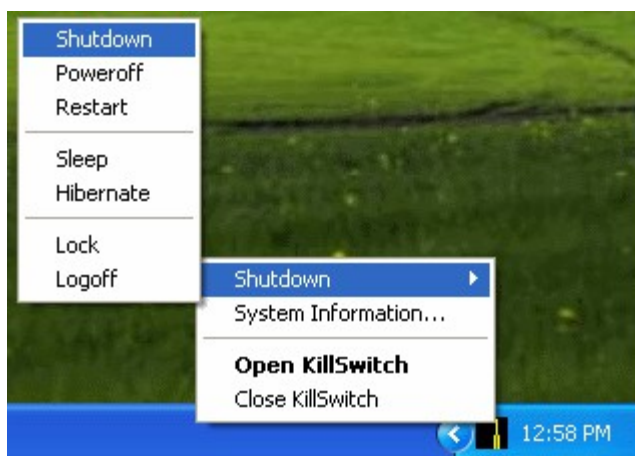 Shutdown
Poweroff
Restart
Sleep
Hibernate
Lock
Logoff
Shutdown
System Information...
Open KillSwitch
Close KillSwitch
12:58 PM